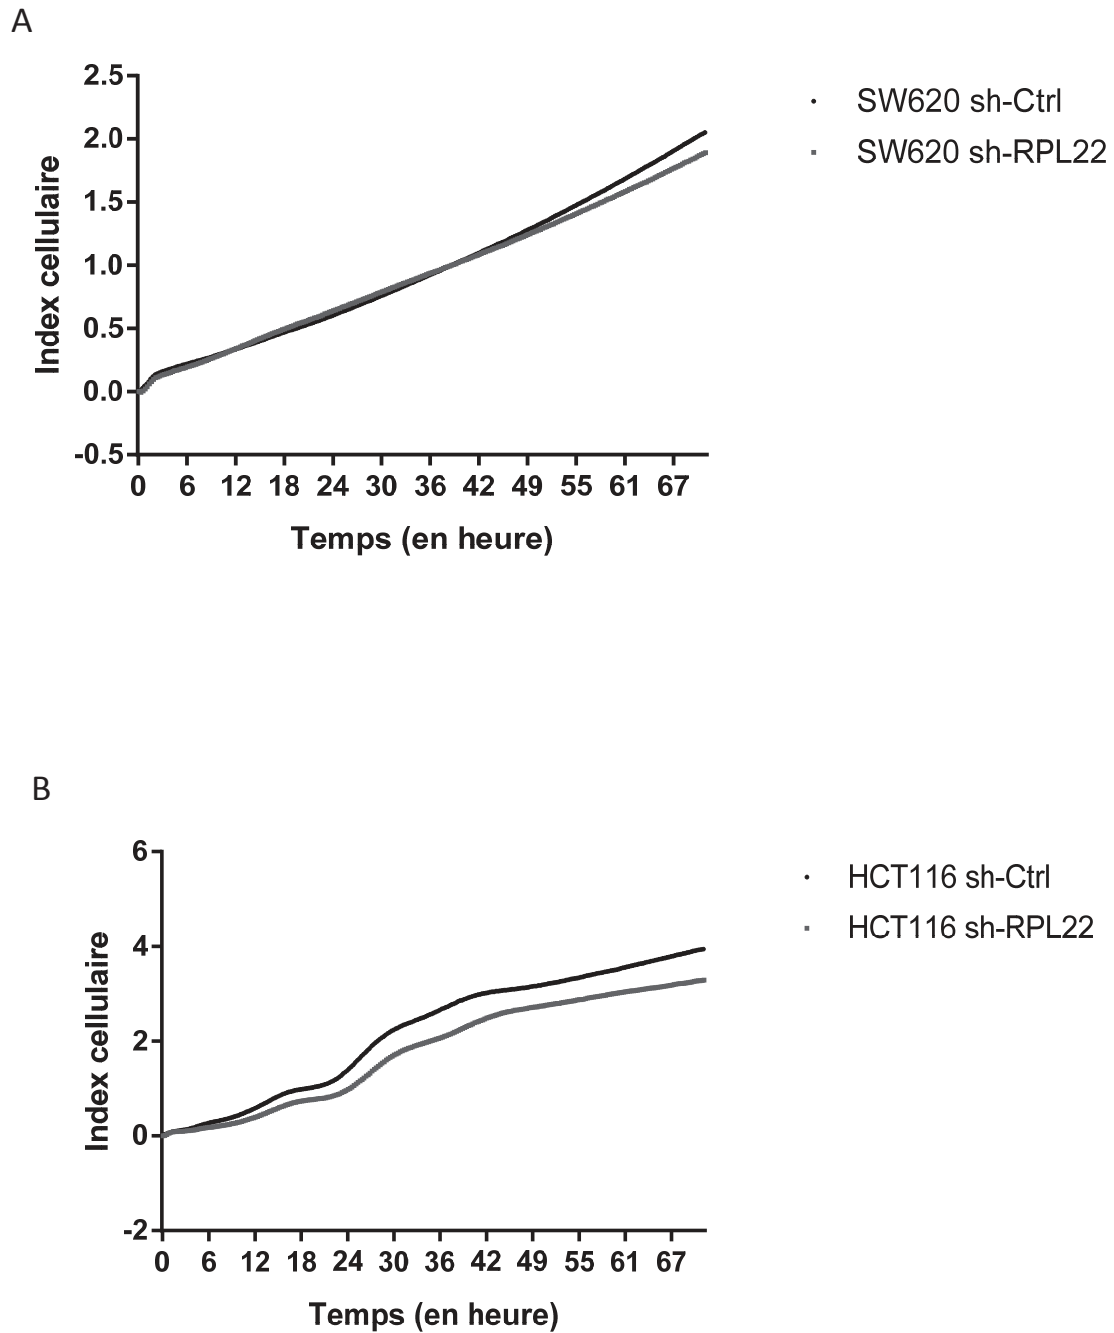 A
2.5
2.0
1.5
1.0
0.5
0.0
-0.5
Index cellulaire
0 6 12 18 24 30 36 42 49 55 61 67
Temps (en heure)
SW620 sh-Ctrl
SW620 sh-RPL22
B
6
4
2
0
-2
Index cellulaire
0 6 12 18 24 30 36 42 49 55 61 67
Temps (en heure)
HCT116 sh-Ctrl
HCT116 sh-RPL22